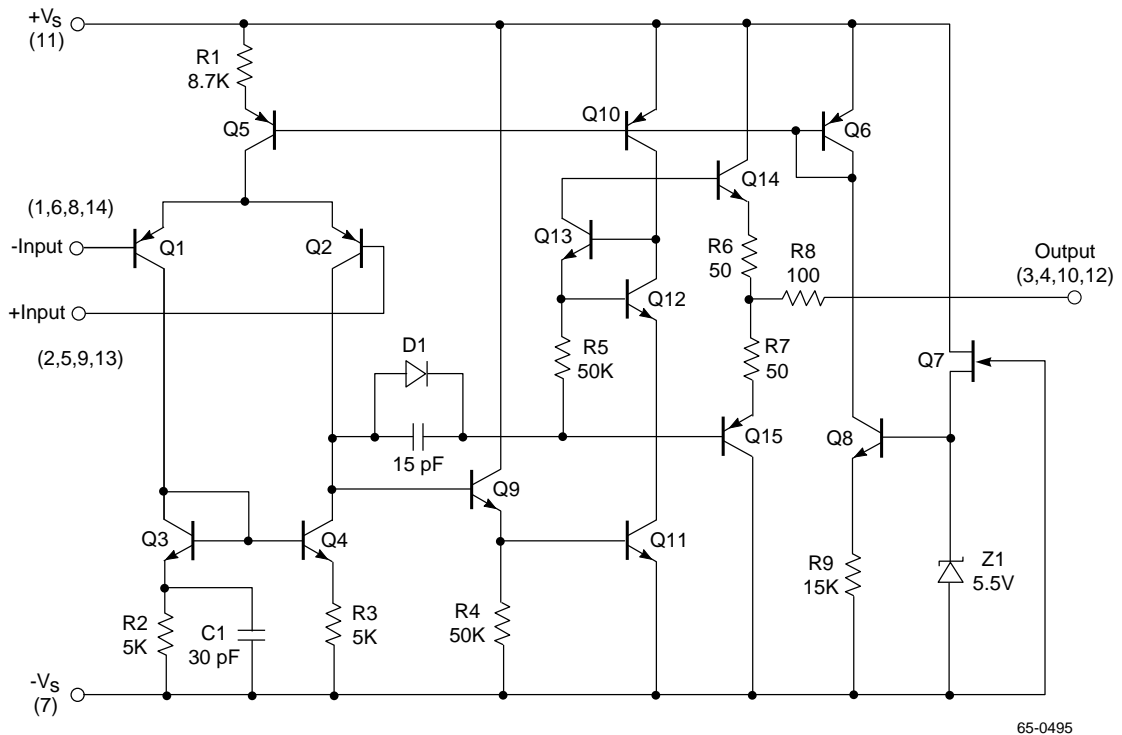 +VS
(11)
R1
8.7K
Q5
Q10
Q6
Q14
(1,6,8,14)
-Input
Q1
Q2
Q13
R6
50
R8
100
Output
(3,4,10,12)
Q12
+Input
(2,5,9,13)
D1
R5
50K
R7
50
Q7
15 pF
Q15
Q8
Q9
Q3
Q4
Q11
R9
15K
Z1
5.5V
R2
5K
C1
30 pF
R3
5K
R4
50K
-VS
(7)
65-0495